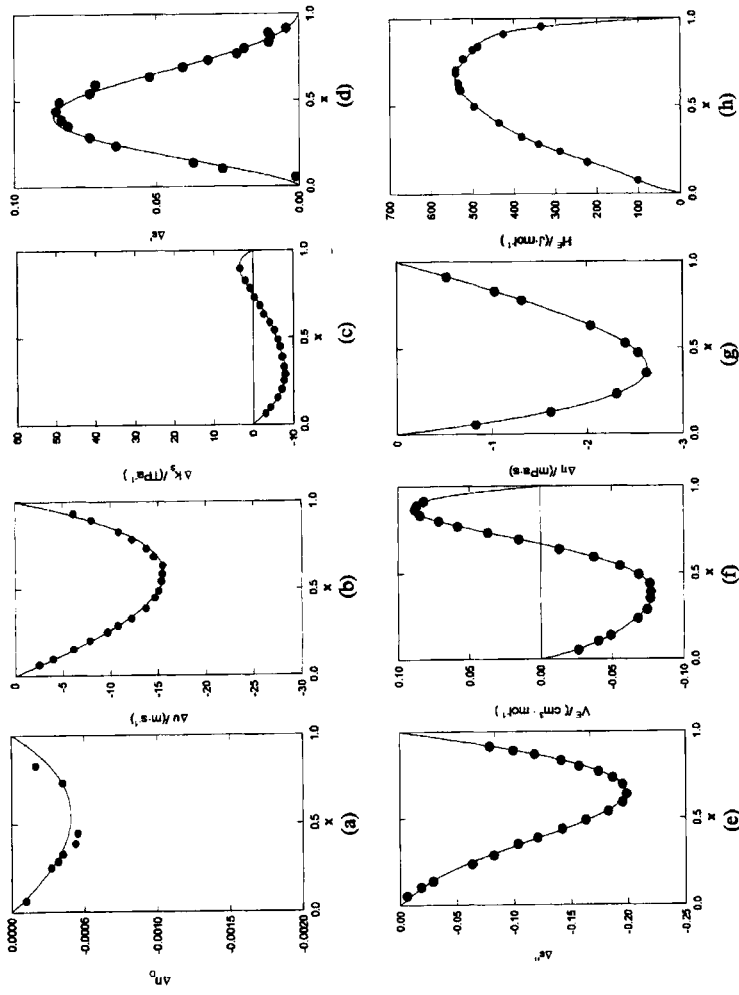 0.0000
-0.0005
-0.0010
-0.0015
-0.0020
Δn_D
0.0
0.5
1.0
x
(a)
0
-5
-10
-15
-20
-25
-30
Δu/(m·s⁻¹)
0.0
0.5
1.0
x
(b)
60
50
40
30
20
10
0
-10
Δk_s/(TPa⁻¹)
0.0
0.5
1.0
x
(c)
0.10
0.05
0.00
Δε'
0.0
0.5
1.0
x
(d)
0.00
-0.05
-0.10
-0.15
-0.20
-0.25
Δε''
0.0
0.5
1.0
x
(e)
0.10
0.05
0.00
-0.05
-0.10
V^E/(cm³·mol⁻¹)
0.0
0.5
1.0
x
(f)
0
-1
-2
-3
Δη/(mPa·s)
0.0
0.5
1.0
x
(g)
700
600
500
400
300
200
100
0
H^E/(J·mol⁻¹)
0.0
0.5
1.0
x
(h)